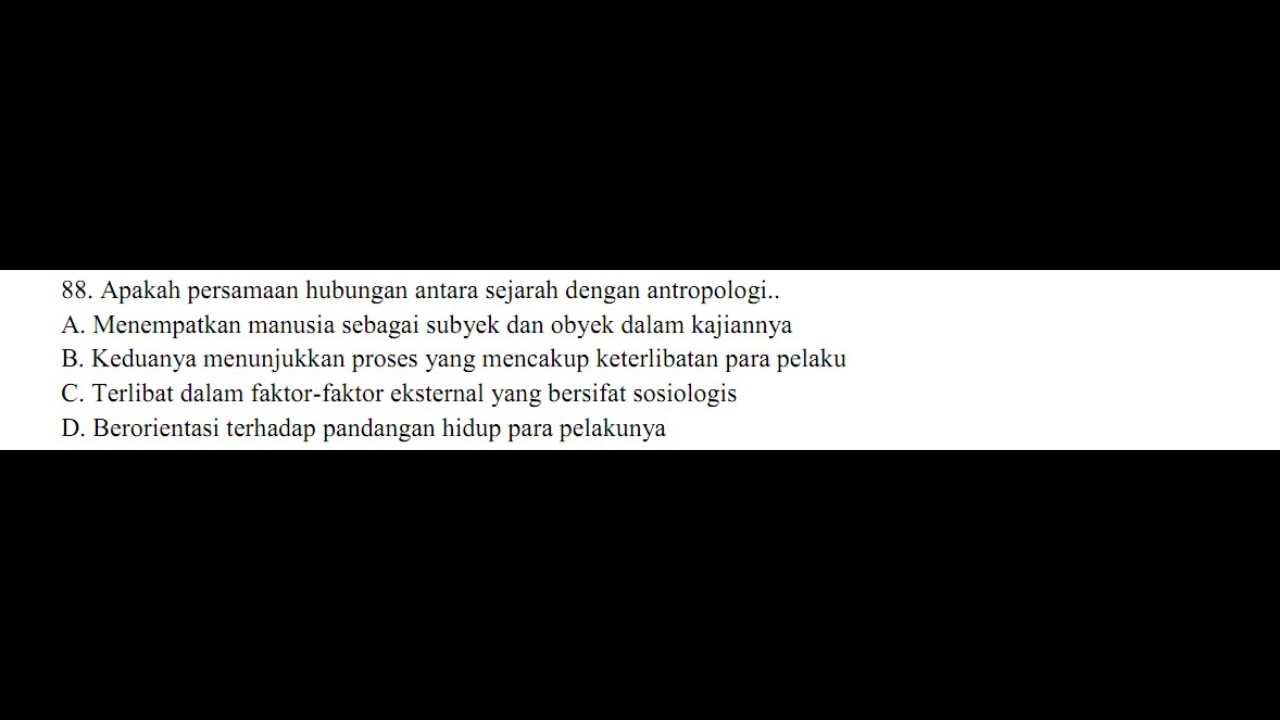 88. Apakah persamaan hubungan antara sejarah dengan antropologi..
A. Menempatkan manusia sebagai subyek dan obyek dalam kajiannya
B. Keduanya menunjukkan proses yang mencakup keterlibatan para pelaku
C. Terlibat dalam faktor-faktor eksternal yang bersifat sosiologis
D. Berorientasi terhadap pandangan hidup para pelakunya